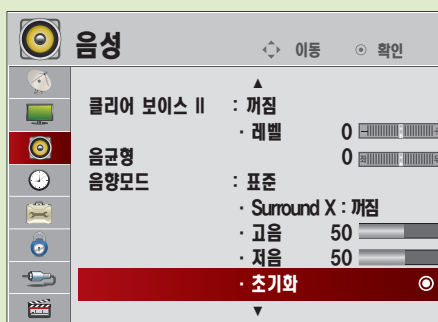 음성 이동 확인
클리어 보이스 II : 꺼짐
· 레벨 0
음균형 0 좌 우
음향모드 : 표준
· Surround X : 꺼짐
· 고음 50
· 저음 50
· 초기화